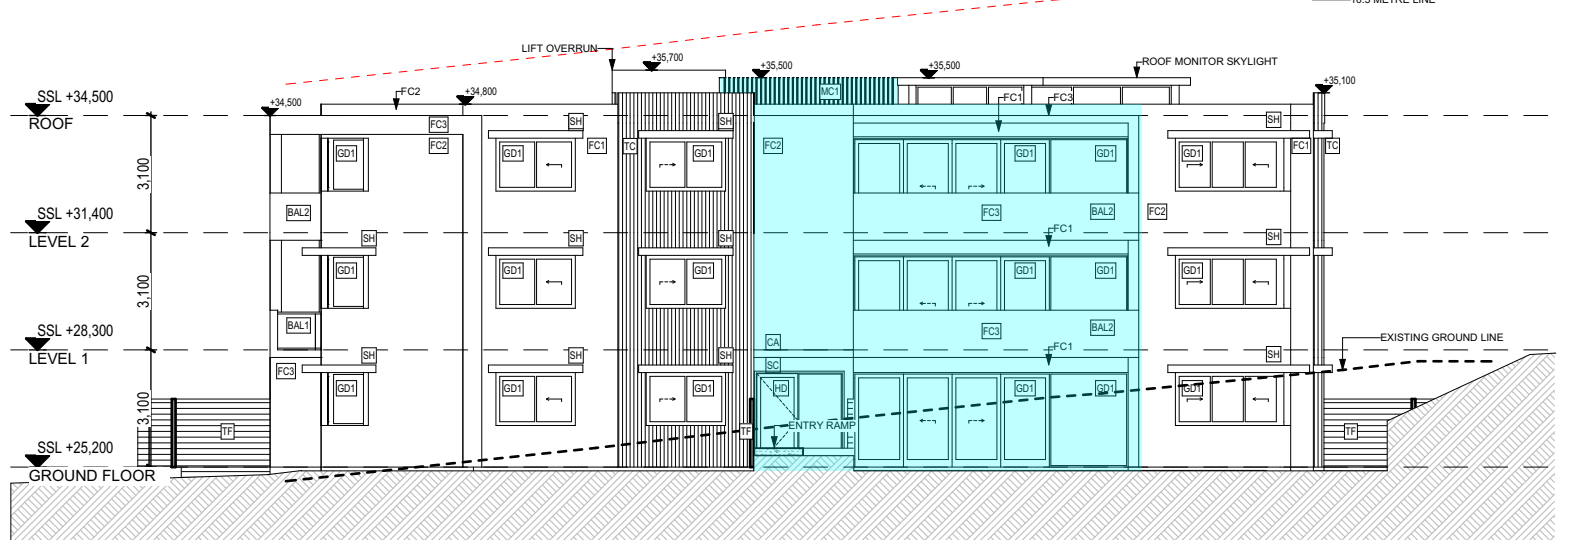 10.5 METRE LINE
LIFT OVERRUN
+35,700
+35,500
+35,500
ROOF MONITOR SKYLIGHT
+35,100
SSL +34,500
ROOF
+34,500
FC2
+34,800
MC1
FC1
FC3
FC3
SH
SH
SH
GD1
FC2
GD1
FC1
TC
GD1
FC2
GD1
GD1
GD1
FC1
TC
3,100
SSL +31,400
LEVEL 2
BAL2
FC3
BAL2
FC2
SH
SH
SH
FC1
SH
GD1
GD1
GD1
GD1
GD1
GD1
3,100
SSL +28,300
LEVEL 1
BAL1
FC3
BAL2
CA
EXISTING GROUND LINE
FC3
SH
SH
SH
SC
FC1
SH
GD1
GD1
GD1
HD
GD1
GD1
GD1
3,100
TF
TF
ENTRY RAMP
TF
SSL +25,200
GROUND FLOOR